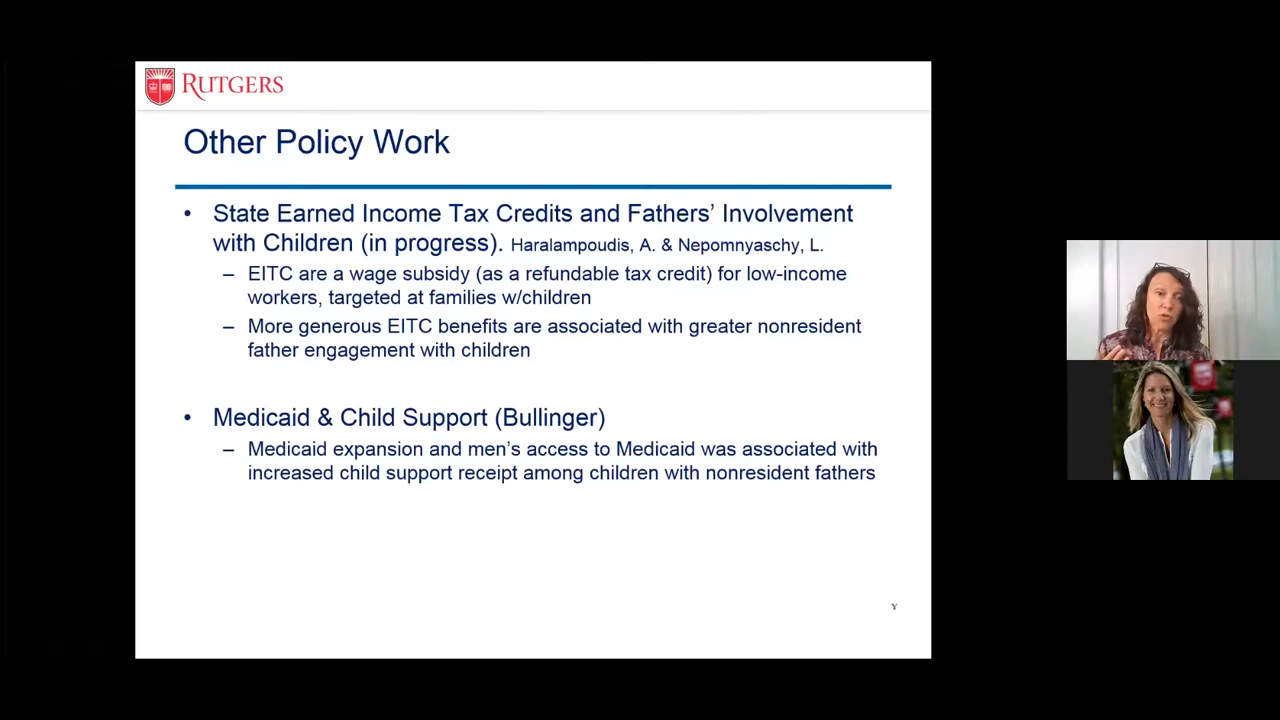 RUTGERS
Other Policy Work
• State Earned Income Tax Credits and Fathers’ Involvement
with Children (in progress). Haralampoudis, A. & Nepomnyaschy, L.
– EITC are a wage subsidy (as a refundable tax credit) for low-income
workers, targeted at families w/children
– More generous EITC benefits are associated with greater nonresident
father engagement with children
• Medicaid & Child Support (Bullinger)
– Medicaid expansion and men’s access to Medicaid was associated with
increased child support receipt among children with nonresident fathers
Y